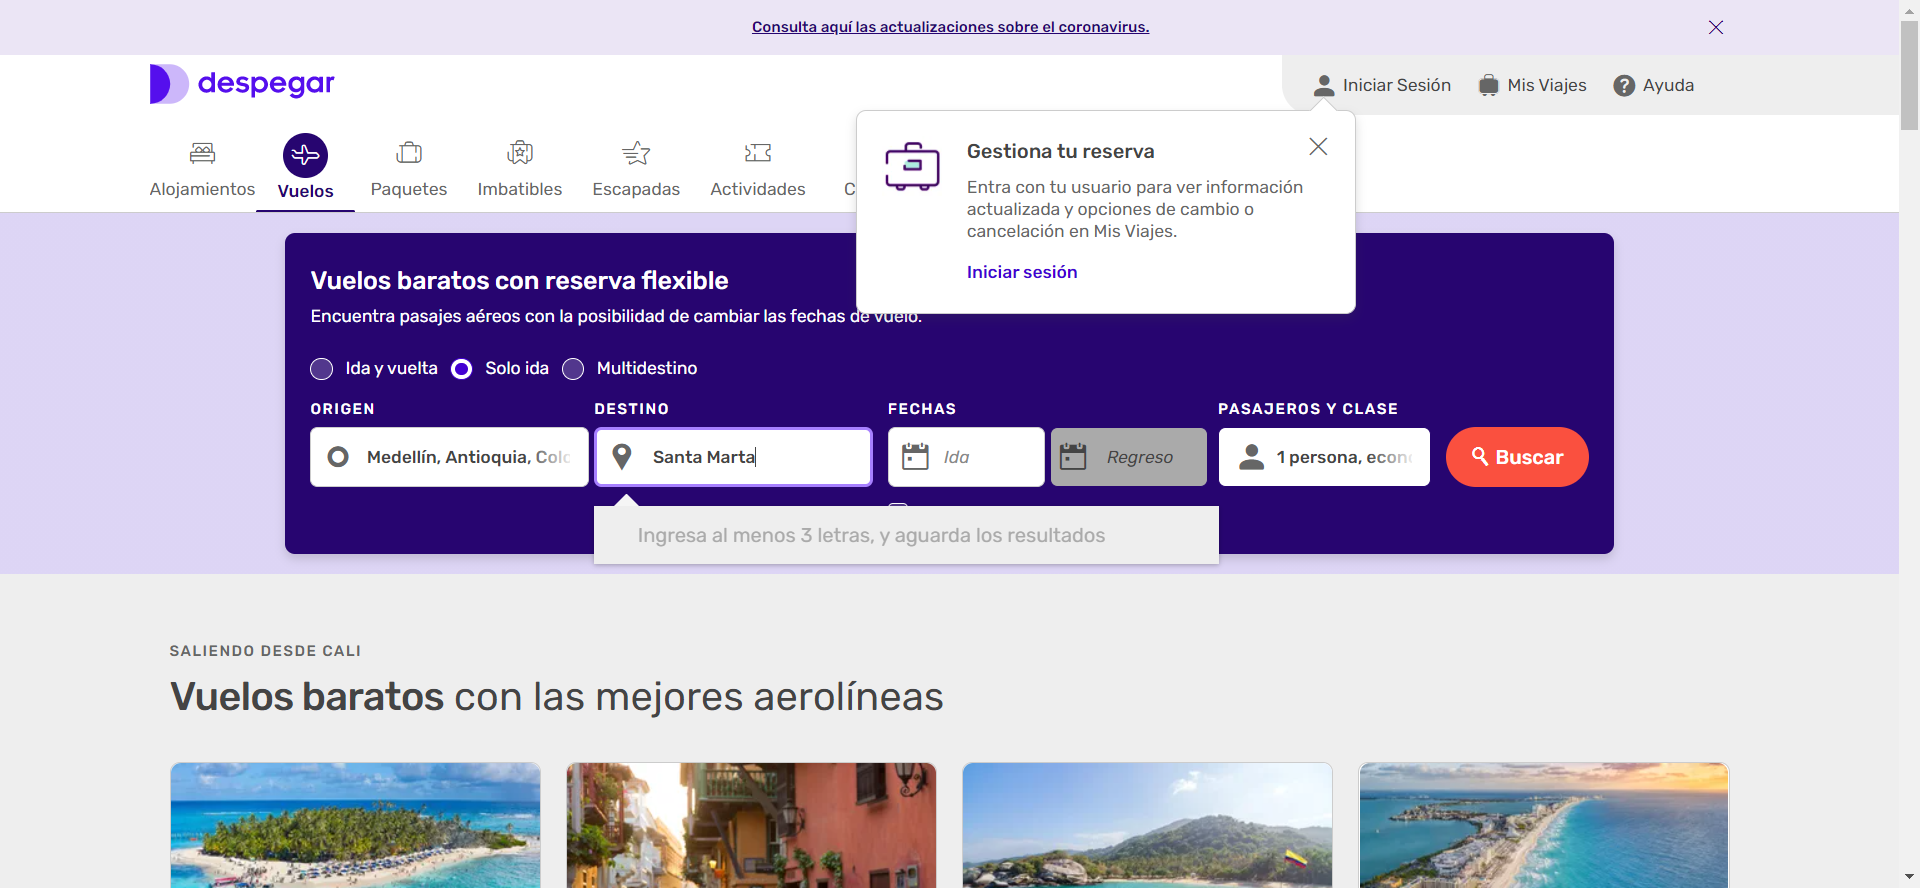 Consulta aquí las actualizaciones sobre el coronavirus.
despegar
Iniciar Sesión
Mis Viajes
Ayuda
Alojamientos
Vuelos
Paquetes
Imbatibles
Escapadas
Actividades
C
Gestiona tu reserva
Entra con tu usuario para ver información
actualizada y opciones de cambio o
cancelación en Mis Viajes.
Iniciar sesión
Vuelos baratos con reserva flexible
Encuentra pasajes aéreos con la posibilidad de cambiar las fechas de vuelo.
Ida y vuelta
Solo ida
Multidestino
ORIGEN
DESTINO
FECHAS
PASAJEROS Y CLASE
Medellín, Antioquia, Colo
Santa Marta
Ida
Regreso
1 persona, econ
Buscar
Ingresa al menos 3 letras, y aguarda los resultados
SALIENDO DESDE CALI
Vuelos baratos con las mejores aerolíneas